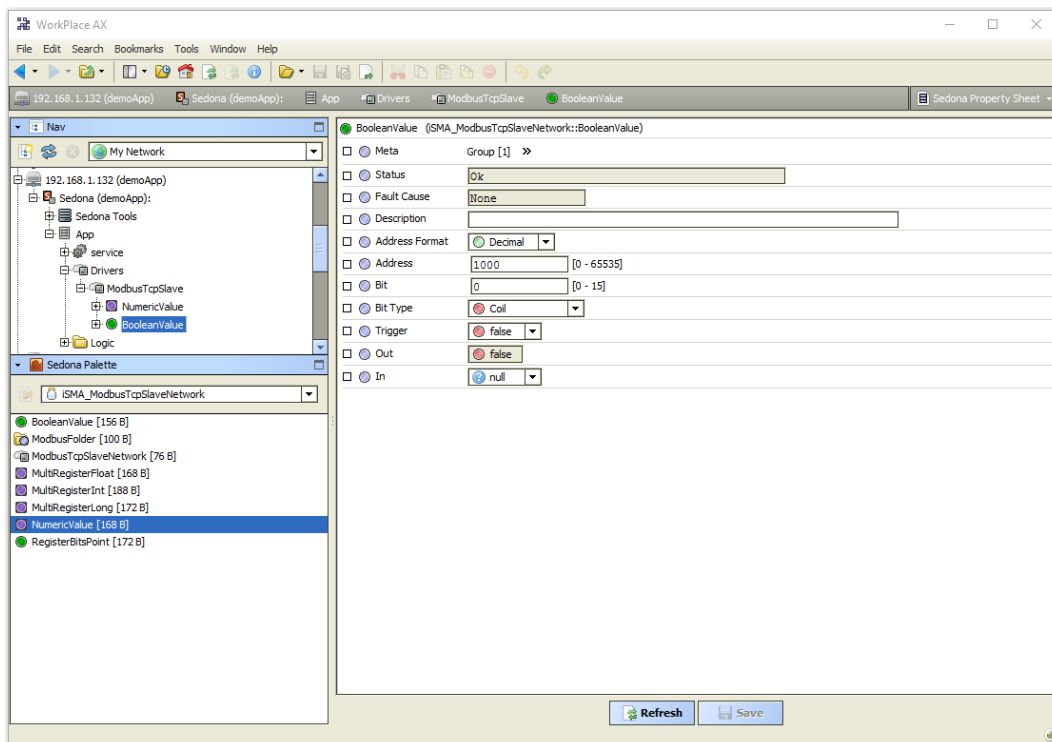 WorkPlace AX
File Edit Search Bookmarks Tools Window Help
192.168.1.132 (demoApp) Sedona (demoApp): App Drivers ModbusTcpSlave BooleanValue Sedona Property Sheet
Nav
My Network
192.168.1.132 (demoApp)
Sedona (demoApp):
Sedona Tools
App
service
Drivers
ModbusTcpSlave
NumericValue
BooleanValue
Logic
Sedona Palette
iSMA_ModbusTcpSlaveNetwork
BooleanValue [156 B]
ModbusFolder [100 B]
ModbusTcpSlaveNetwork [76 B]
MultiRegisterFloat [168 B]
MultiRegisterInt [188 B]
MultiRegisterLong [172 B]
NumericValue [168 B]
RegisterBitsPoint [172 B]
BooleanValue (iSMA_ModbusTcpSlaveNetwork::BooleanValue)
Meta Group [1] »
Status Ok
Fault Cause None
Description
Address Format Decimal
Address 1000 [0 - 65535]
Bit 0 [0 - 15]
Bit Type Coil
Trigger false
Out false
In null
Refresh Save